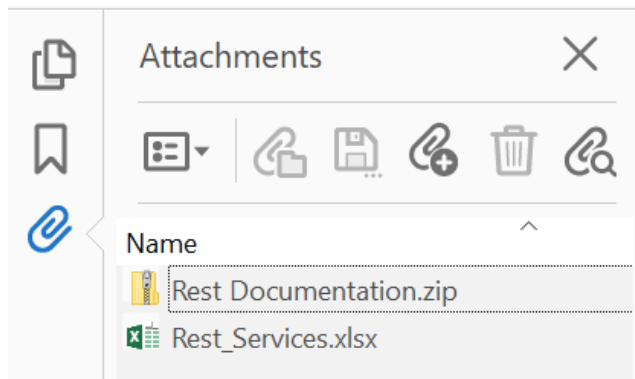 Attachments
Name
Rest Documentation.zip
Rest_Services.xlsx